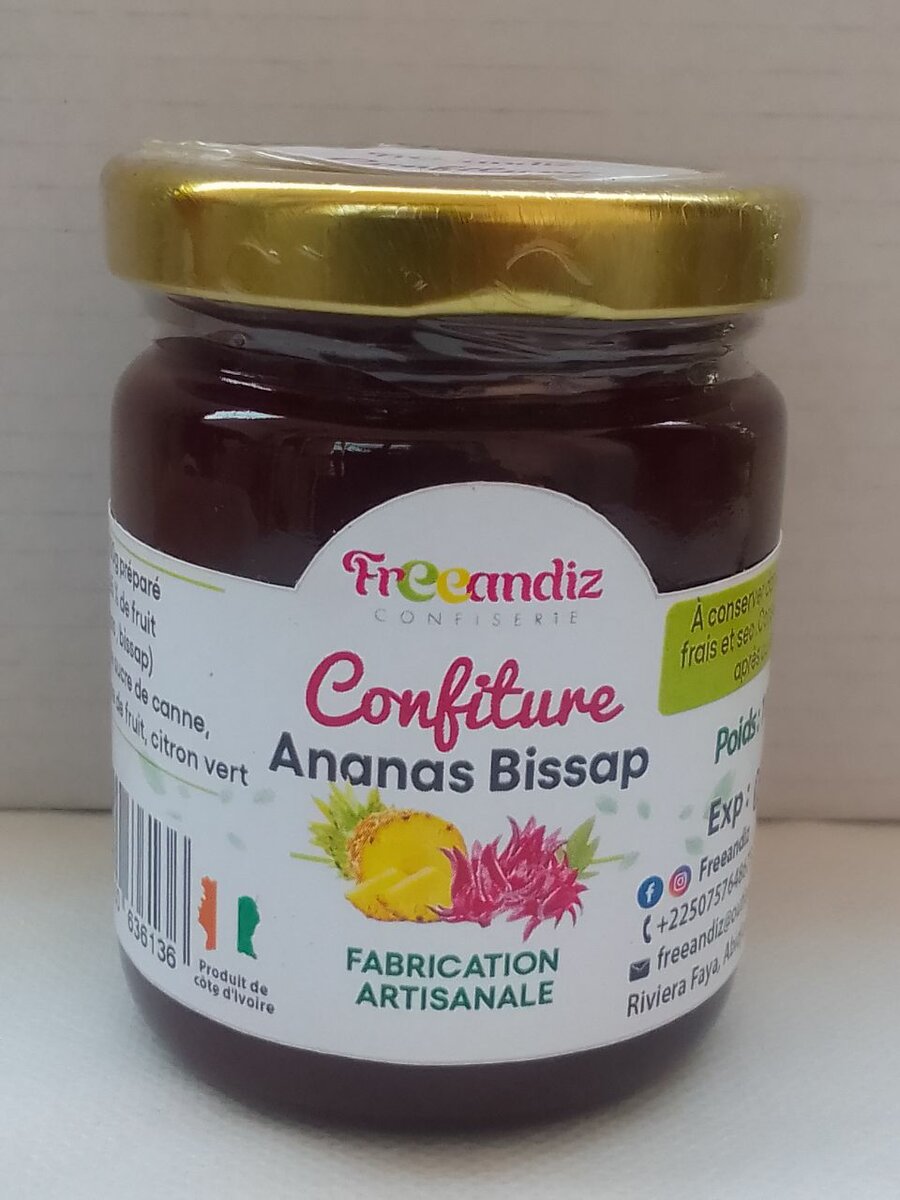 Freeandiz
CONFISERIE
Confiture
Ananas Bissap
FABRICATION
ARTISANALE
préparé
% de fruit
bissap)
sucre de canne,
de fruit, citron vert
636136
Produit de
côte d'Ivoire
À conserver
frais et sec.
après
Poids:
Exp:
Freeandiz
freeandiz@
Riviera Faya,